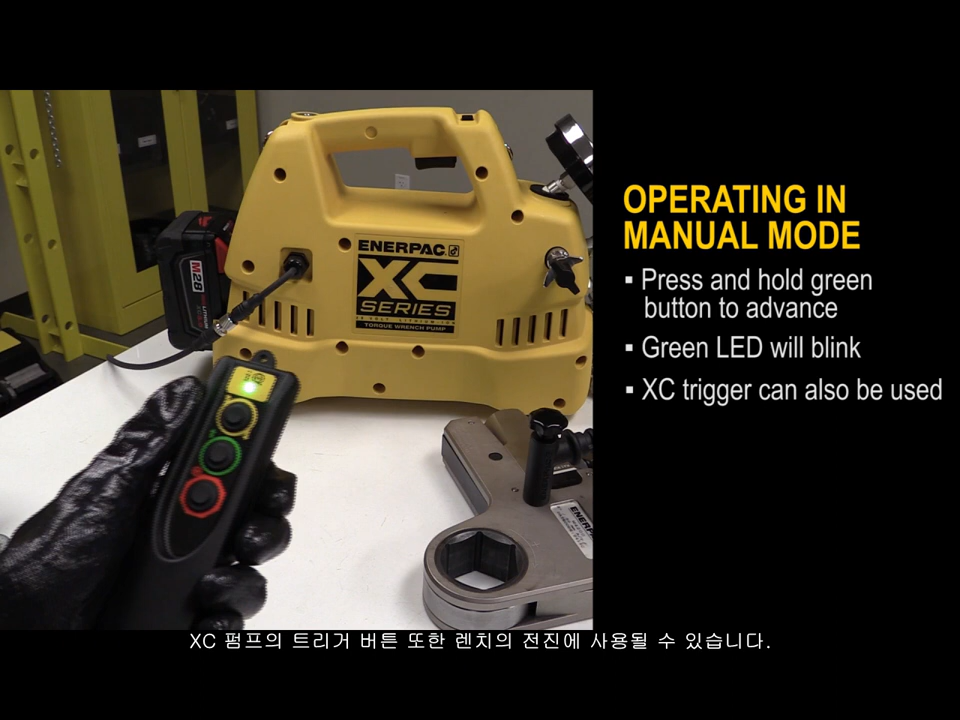 OPERATING IN
MANUAL MODE
▪ Press and hold green
button to advance
▪ Green LED will blink
▪ XC trigger can also be used
ENERPAC
XC
SERIES
TORQUE WRENCH PUMP
M28
XC 펌프의 트리거 버튼 또한 렌치의 전진에 사용될 수 있습니다.